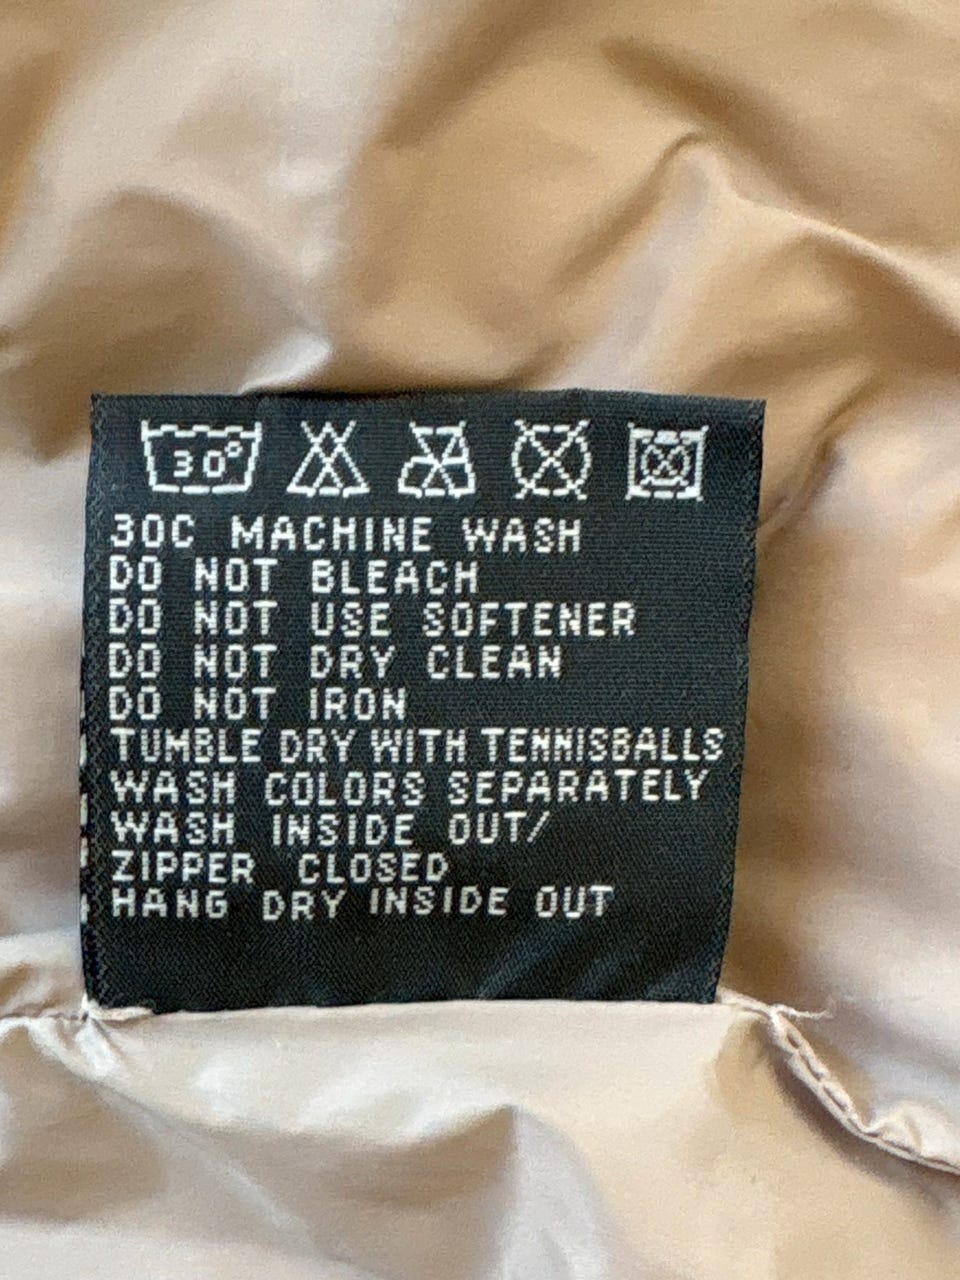 30°
30C MACHINE WASH
DO NOT BLEACH
DO NOT USE SOFTENER
DO NOT DRY CLEAN
DO NOT IRON
TUMBLE DRY WITH TENNISBALLS
WASH COLORS SEPARATELY
WASH INSIDE OUT/
ZIPPER CLOSED
HANG DRY INSIDE OUT